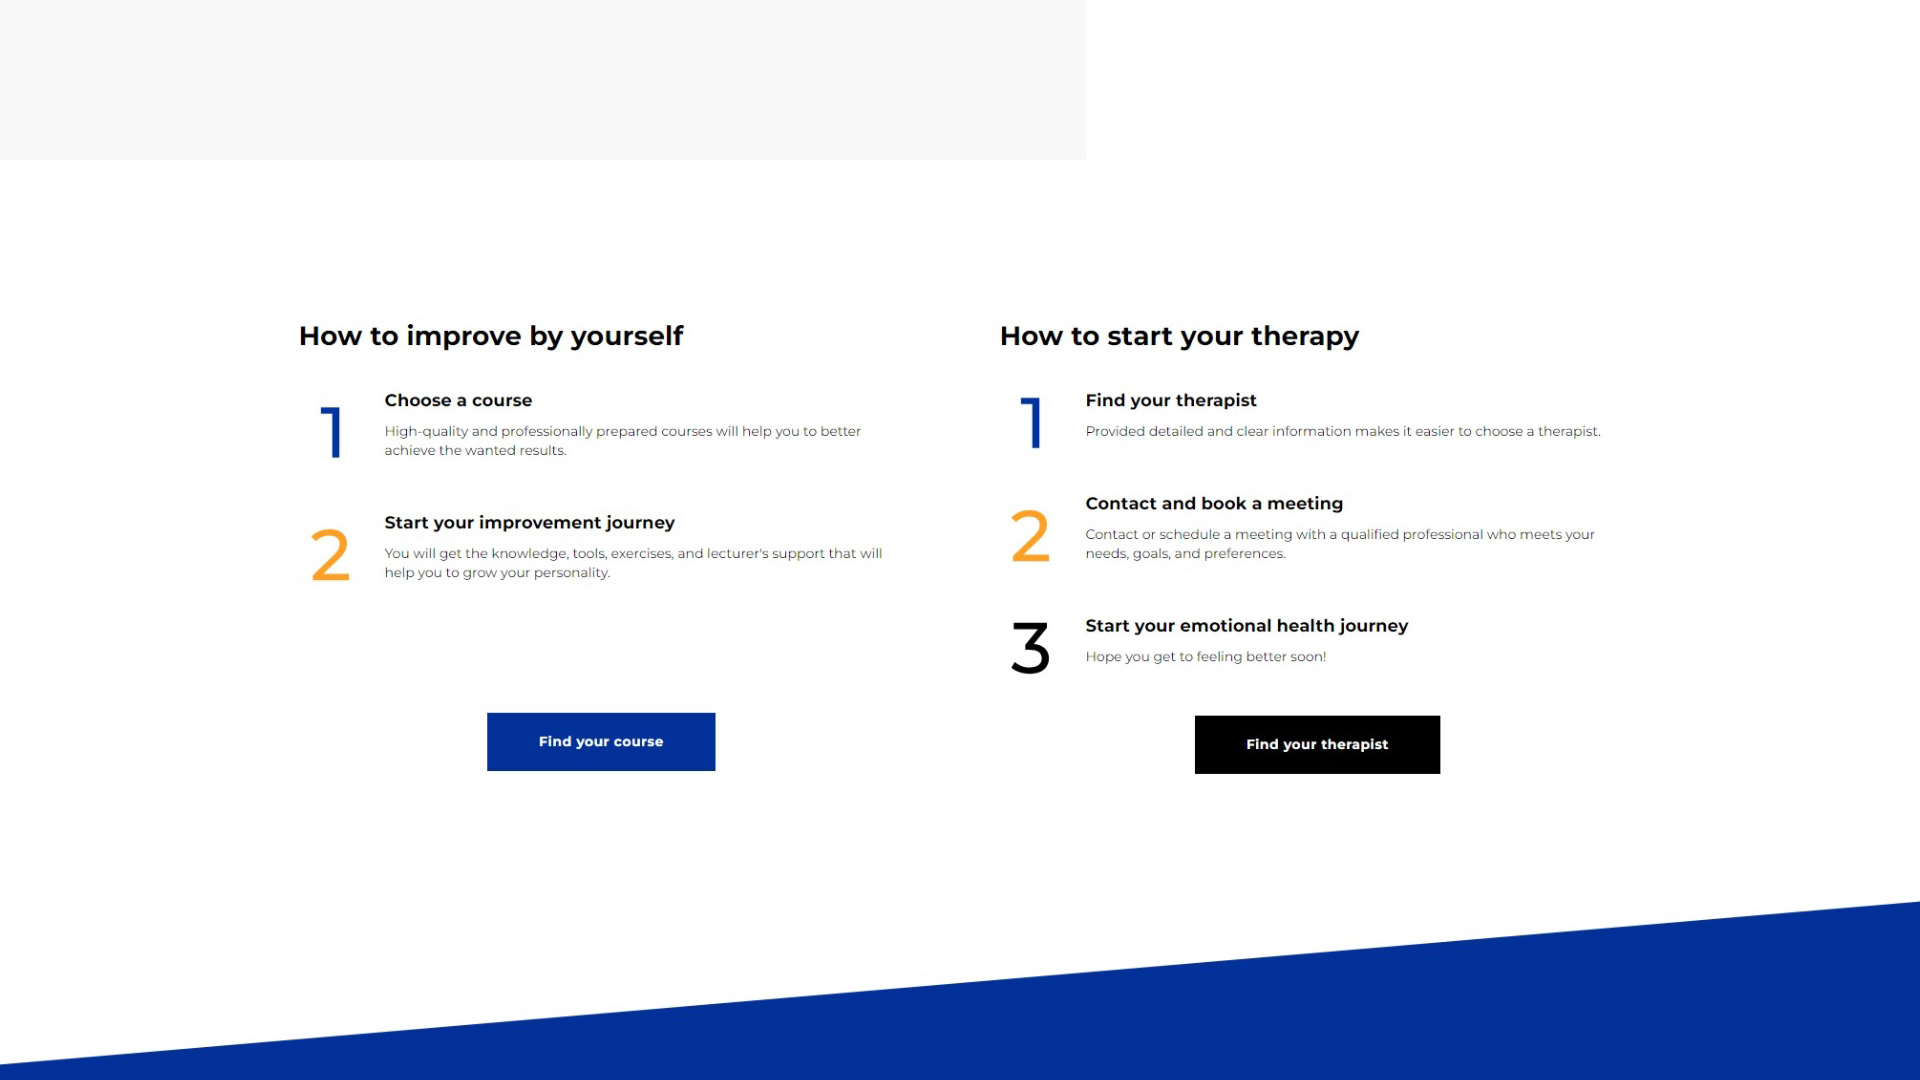 How to improve by yourself
1
Choose a course
High-quality and professionally prepared courses will help you to better
achieve the wanted results.
2
Start your improvement journey
You will get the knowledge, tools, exercises, and lecturer's support that will
help you to grow your personality.
Find your course
How to start your therapy
1
Find your therapist
Provided detailed and clear information makes it easier to choose a therapist.
2
Contact and book a meeting
Contact or schedule a meeting with a qualified professional who meets your
needs, goals, and preferences.
3
Start your emotional health journey
Hope you get to feeling better soon!
Find your therapist